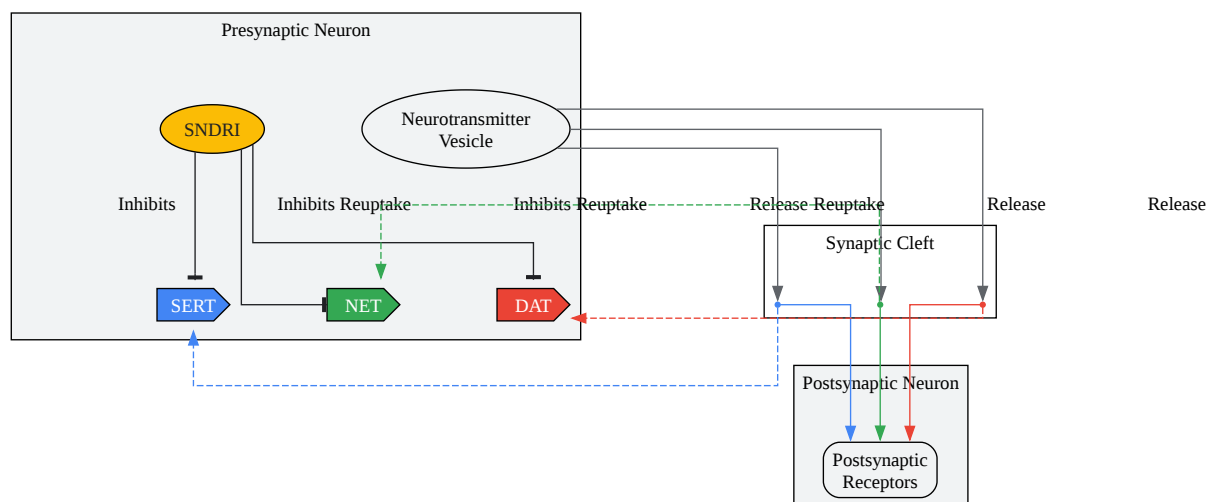 Presynaptic Neuron
SNDRI
Neurotransmitter
Vesicle
Inhibits
Inhibits Reuptake
Inhibits Reuptake
Release Reuptake
Release
Release
Synaptic Cleft
SERT
NET
DAT
Postsynaptic Neuron
Postsynaptic
Receptors